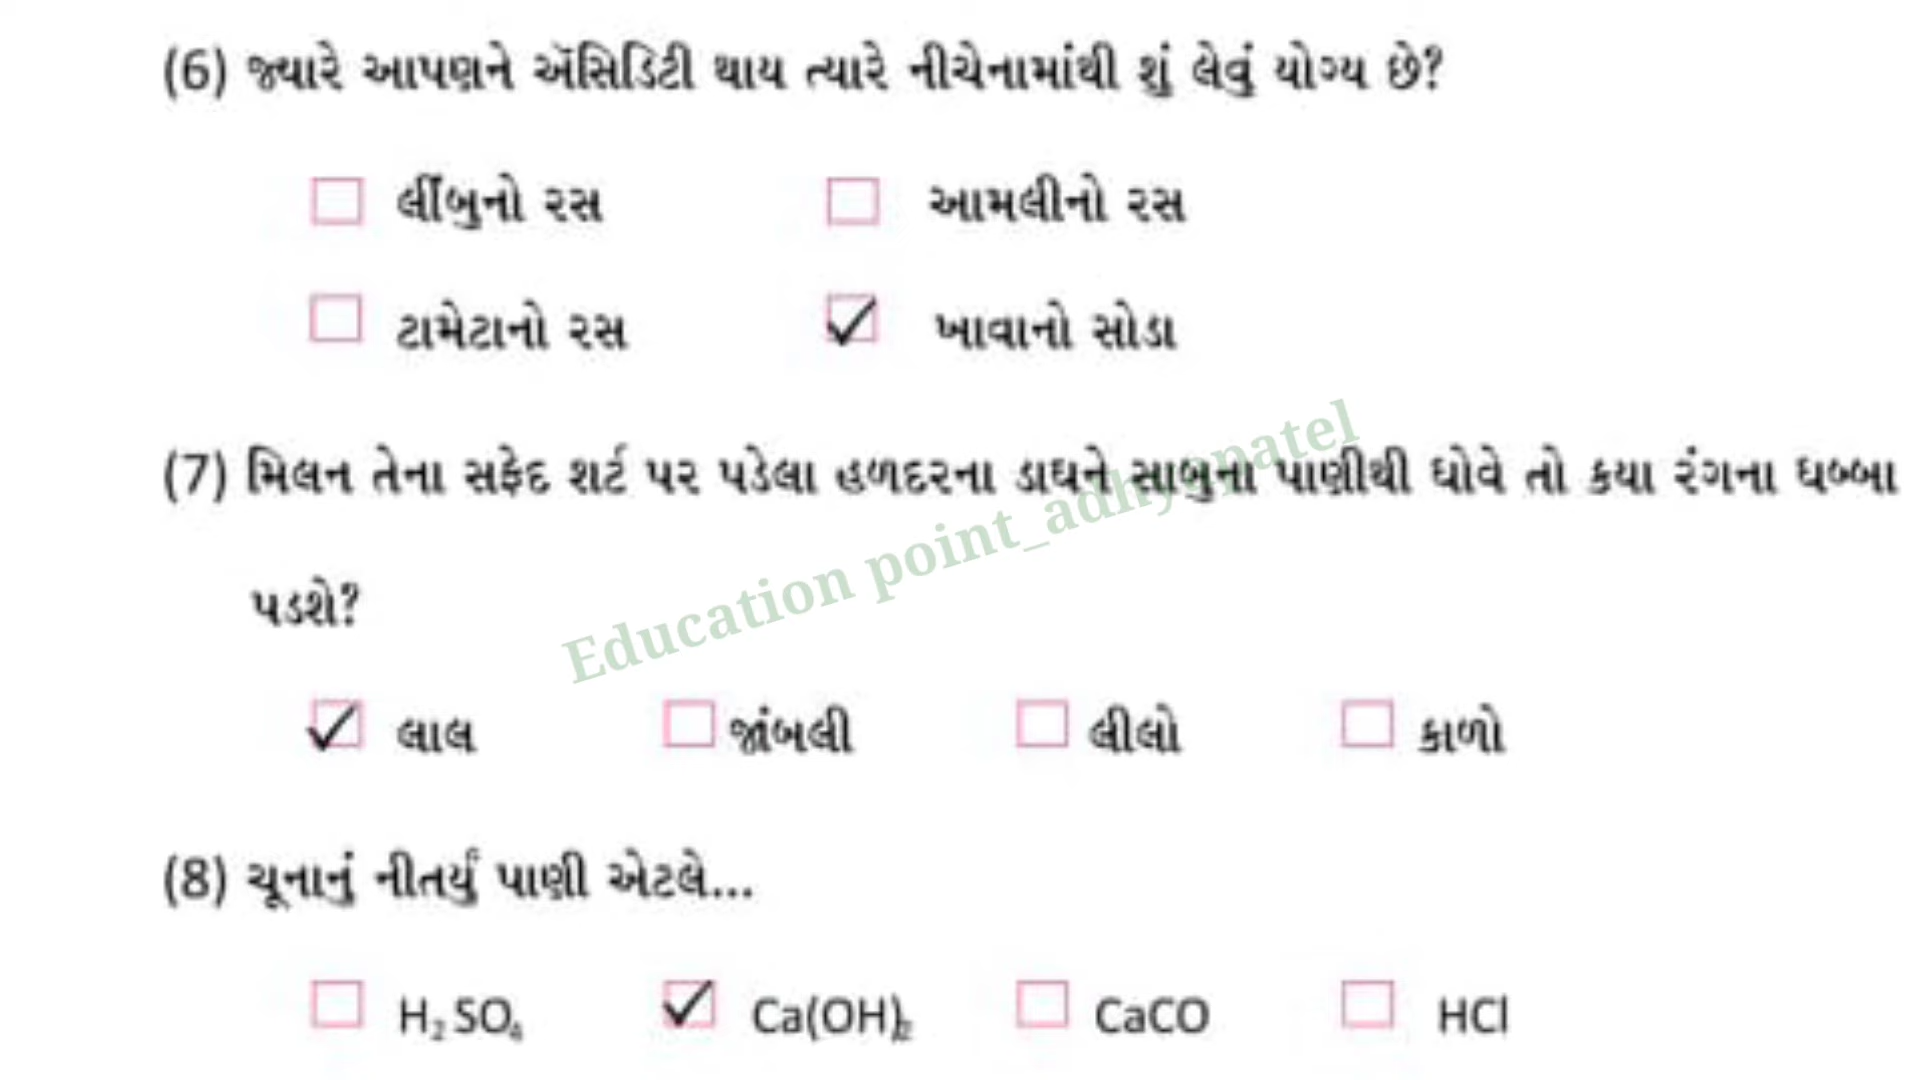 (6) જ્યારે આપણને ઍસિડિટી થાય ત્યારે નીચેનામાંથી શું લેવું યોગ્ય છે?
લીંબુનો રસ આમલીનો રસ
ટામેટાનો રસ ખાવાનો સોડા
(7) મિલન તેના સફેદ શર્ટ પર પડેલા હળદરના ડાઘને સાબુના પાણીથી ધોવે તો કયા રંગના ધબ્બા
પડશે?
Education point_adhyapatel
લાલ જાંબલી લીલો કાળો
(8) ચૂનાનું નીતર્યું પાણી એટલે...
H₂SO₄ Ca(OH)₂ CaCO HCl